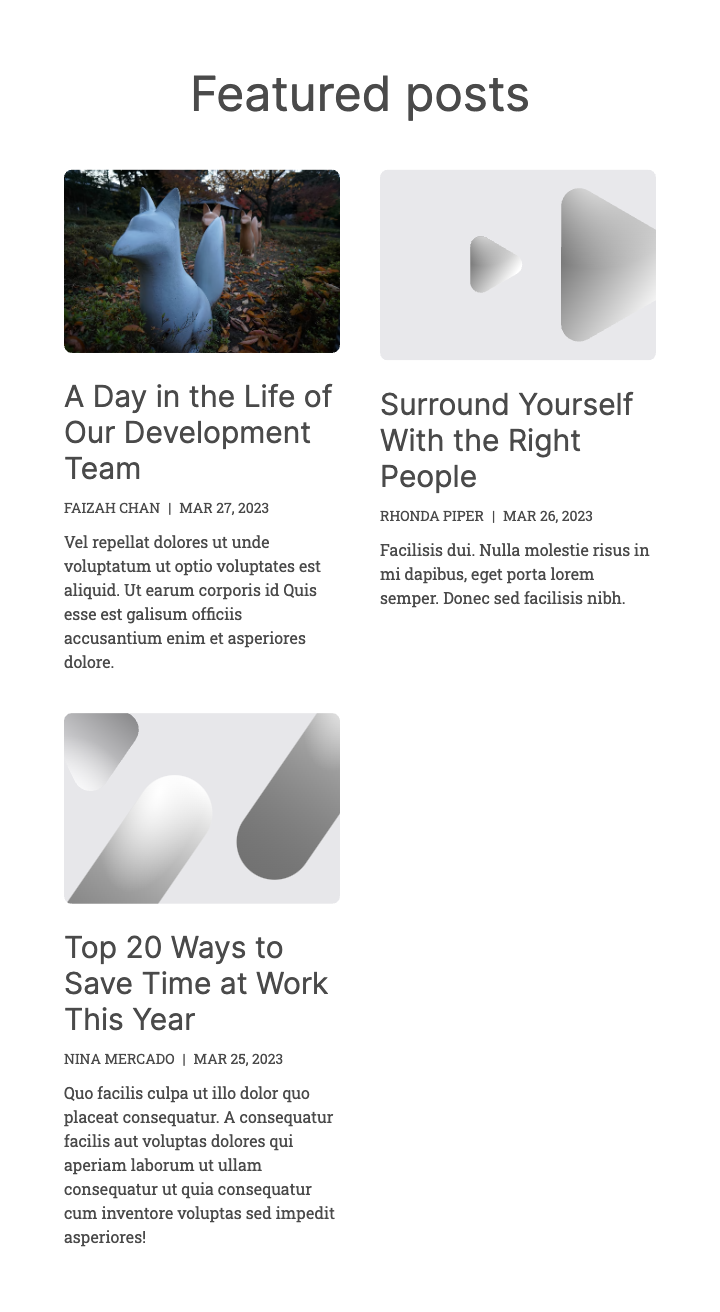 Featured posts
A Day in the Life of
Our Development
Team
FAIZAH CHAN | MAR 27, 2023
Vel repellat dolores ut unde
voluptatum ut optio voluptates est
aliquid. Ut earum corporis id Quis
esse est galisum officiis
accusantium enim et asperiores
dolore.
Surround Yourself
With the Right
People
RHONDA PIPER | MAR 26, 2023
Facilisis dui. Nulla molestie risus in
mi dapibus, eget porta lorem
semper. Donec sed facilisis nibh.
Top 20 Ways to
Save Time at Work
This Year
NINA MERCADO | MAR 25, 2023
Quo facilis culpa ut illo dolor quo
placeat consequatur. A consequatur
facilis aut voluptas dolores qui
aperiam laborum ut ullam
consequatur ut quia consequatur
cum inventore voluptas sed impedit
asperiores!